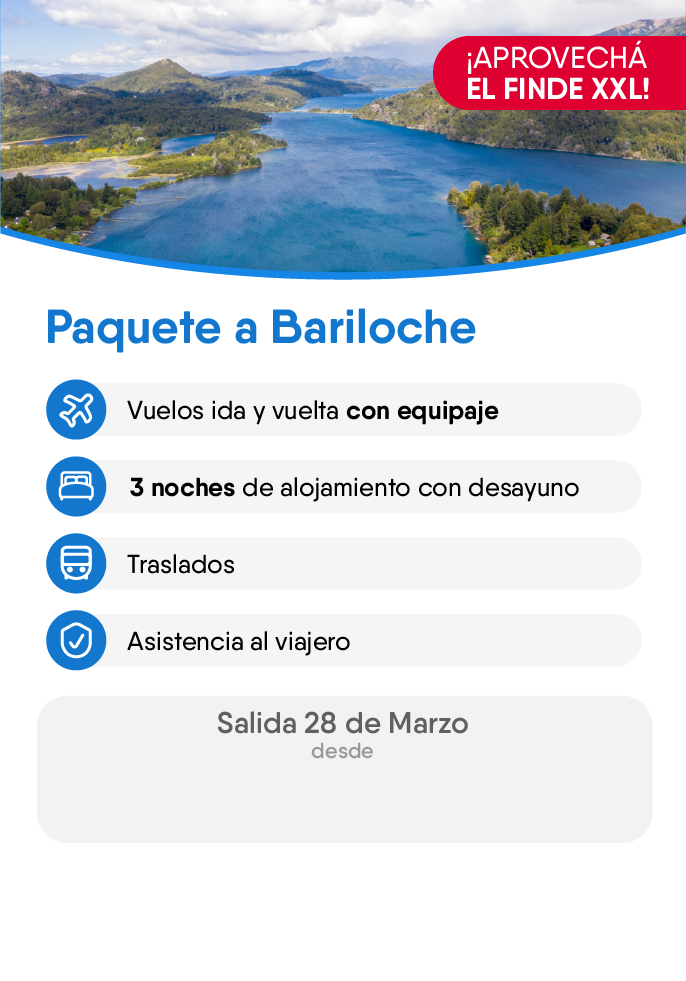 ¡APROVECHÁ
EL FINDE XXL!
Paquete a Bariloche
Vuelos ida y vuelta con equipaje
3 noches de alojamiento con desayuno
Traslados
Asistencia al viajero
Salida 28 de Marzo
desde